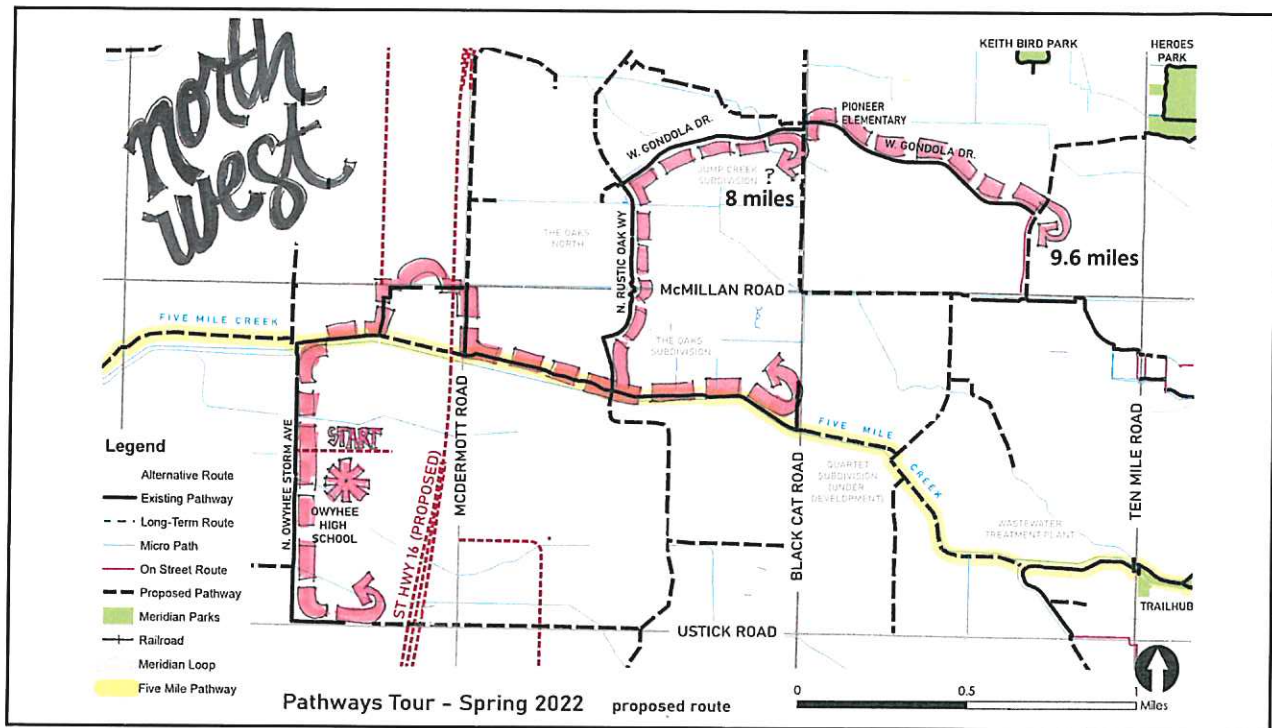 north
west
KEITH BIRD PARK
HEROES
PARK
PIONEER
ELEMENTARY
W. GONDOLA DR.
W. GONDOLA DR.
JUMP CREEK
SUBDIVISION
?
8 miles
9.6 miles
THE OAKS
NORTH
N. RUSTIC OAK WY
McMILLAN ROAD
FIVE MILE CREEK
THE OAKS
SUBDIVISION
MCDERMOTT ROAD
ST HWY 16 (PROPOSED)
N. OWYHEE STORM AVE
START
OWYHEE
HIGH
SCHOOL
BLACK CAT ROAD
FIVE MILE
CREEK
QUARTET
SUBDIVISION
(UNDER
DEVELOPMENT)
WASTEWATER
TREATMENT PLANT
TEN MILE ROAD
TRAILHUB
USTICK ROAD
Legend
Alternative Route
Existing Pathway
Long-Term Route
Micro Path
On Street Route
Proposed Pathway
Meridian Parks
Railroad
Meridian Loop
Five Mile Pathway
Pathways Tour - Spring 2022 proposed route
0 0.5 1
Miles